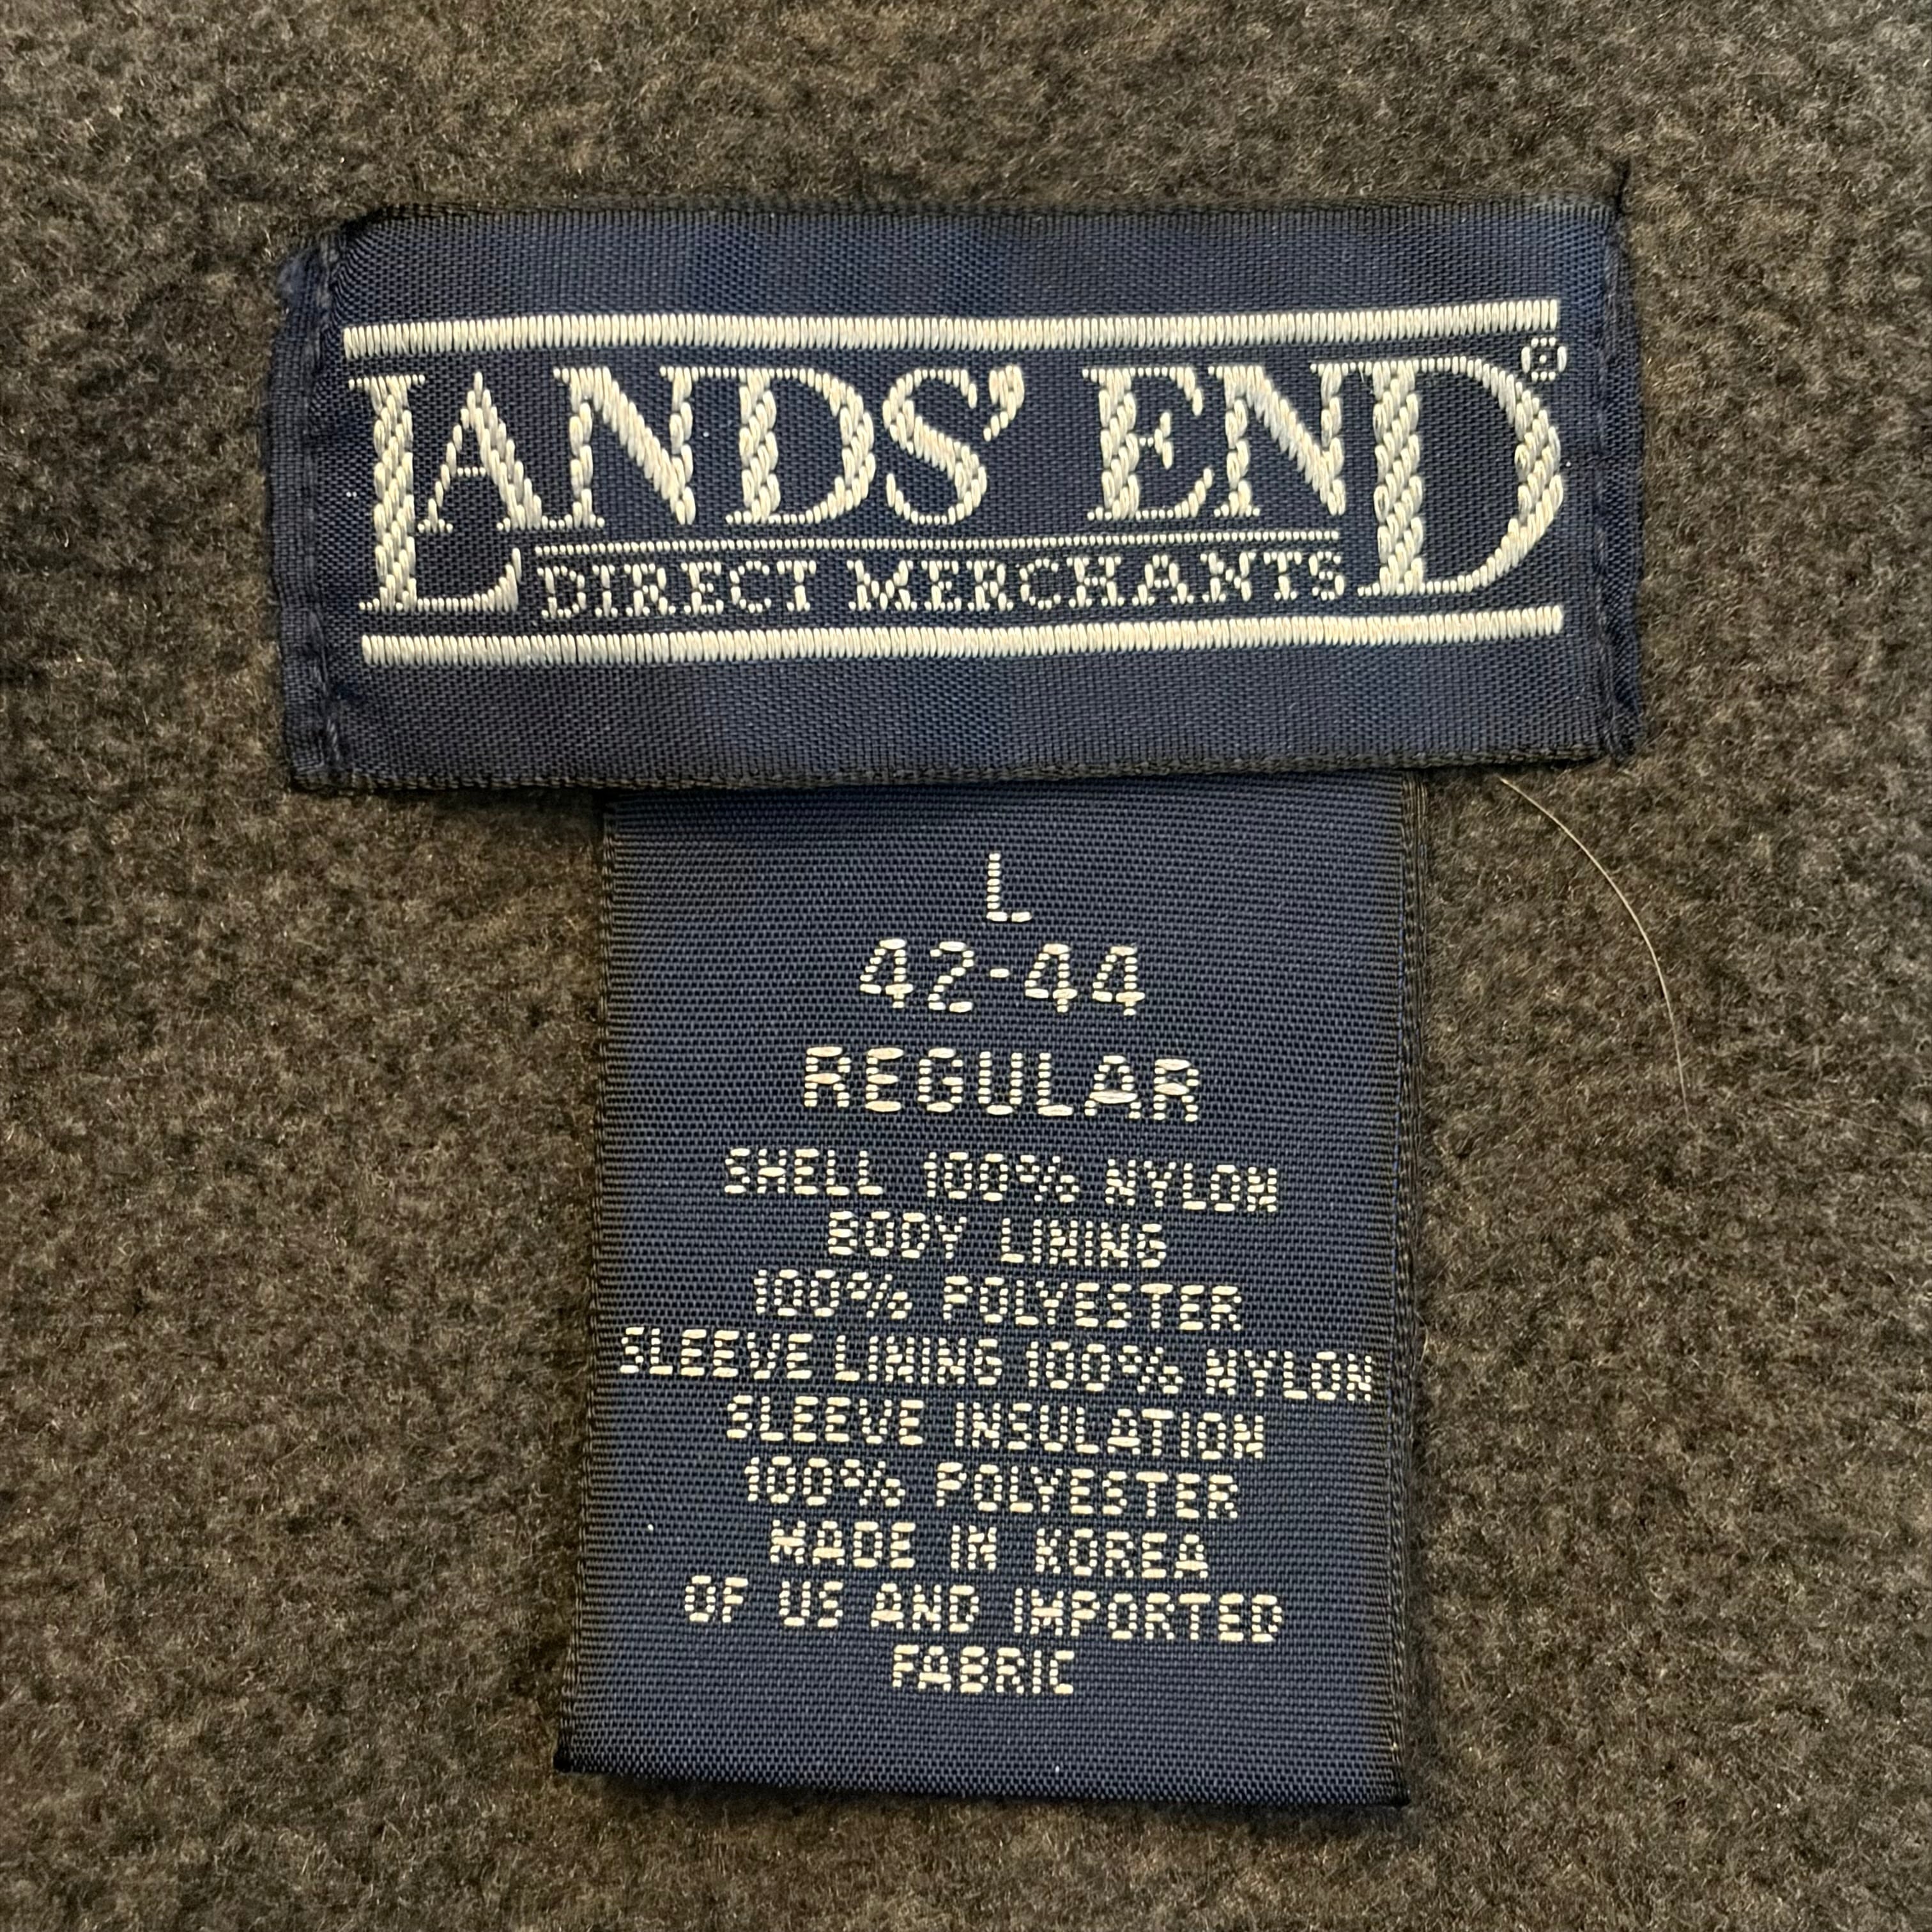 LANDS' END®
DIRECT MERCHANTS
L
42-44
REGULAR
SHELL 100% NYLON
BODY LINING
100% POLYESTER
SLEEVE LINING 100% NYLON
SLEEVE INSULATION
100% POLYESTER
MADE IN KOREA
OF US AND IMPORTED
FABRIC